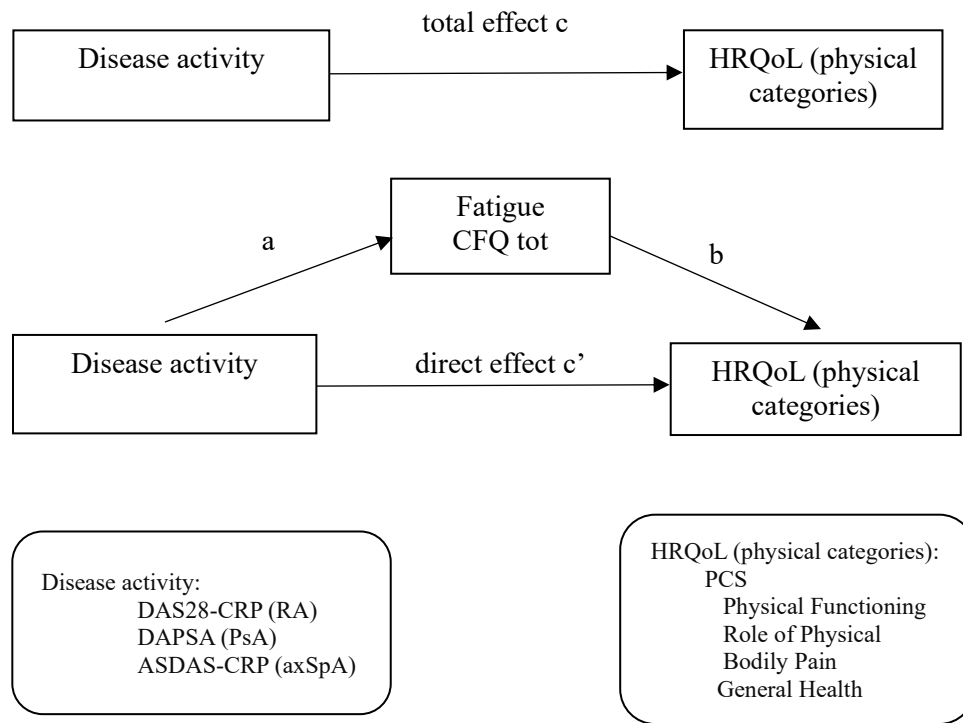 total effect c
Disease activity
HRQoL (physical
categories)
Fatigue
CFQ tot
a
b
Disease activity
direct effect c’
HRQoL (physical
categories)
Disease activity:
DAS28-CRP (RA)
DAPSA (PsA)
ASDAS-CRP (axSpA)
HRQoL (physical categories):
PCS
Physical Functioning
Role of Physical
Bodily Pain
General Health